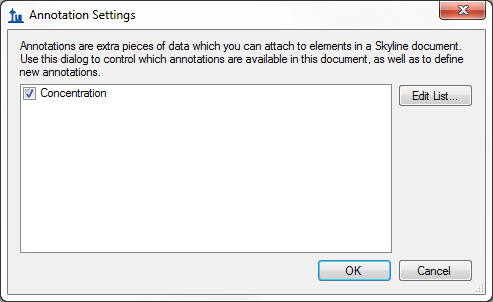 Annotation Settings
Annotations are extra pieces of data which you can attach to elements in a Skyline document.
Use this dialog to control which annotations are available in this document, as well as to define
new annotations.
Concentration
Edit List...
OK
Cancel